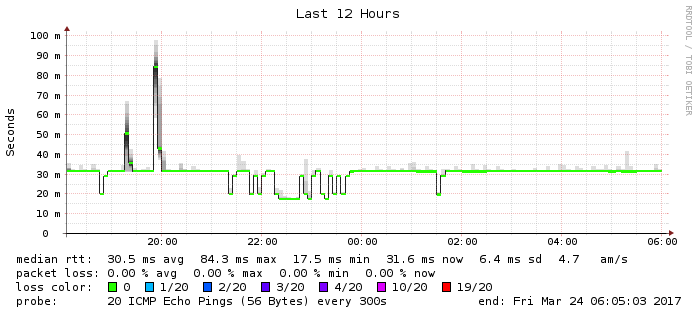 Last 12 Hours
RRDTOOL / TOBI OETIKER
Seconds
100 m
90 m
80 m
70 m
60 m
50 m
40 m
30 m
20 m
10 m
0
20:00 22:00 00:00 02:00 04:00 06:00
median rtt: 30.5 ms avg 84.3 ms max 17.5 ms min 31.6 ms now 6.4 ms sd 4.7 am/s
packet loss: 0.00 % avg 0.00 % max 0.00 % min 0.00 % now
loss color: 0 1/20 2/20 3/20 4/20 10/20 19/20
probe: 20 ICMP Echo Pings (56 Bytes) every 300s end: Fri Mar 24 06:05:03 2017